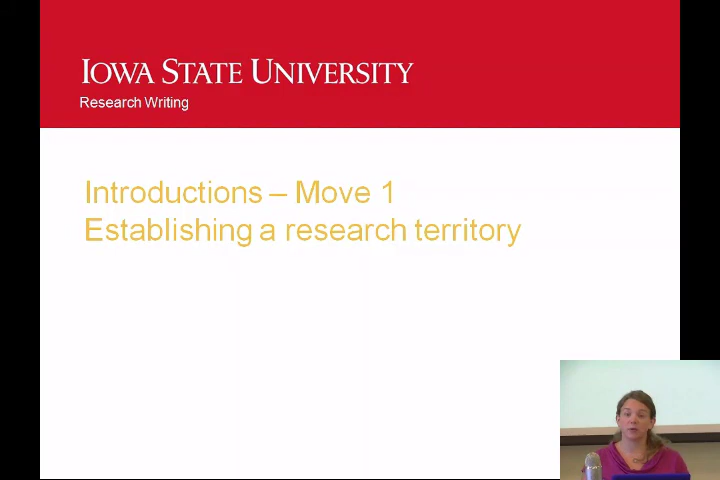 IOWA STATE UNIVERSITY
Research Writing
Introductions – Move 1
Establishing a research territory